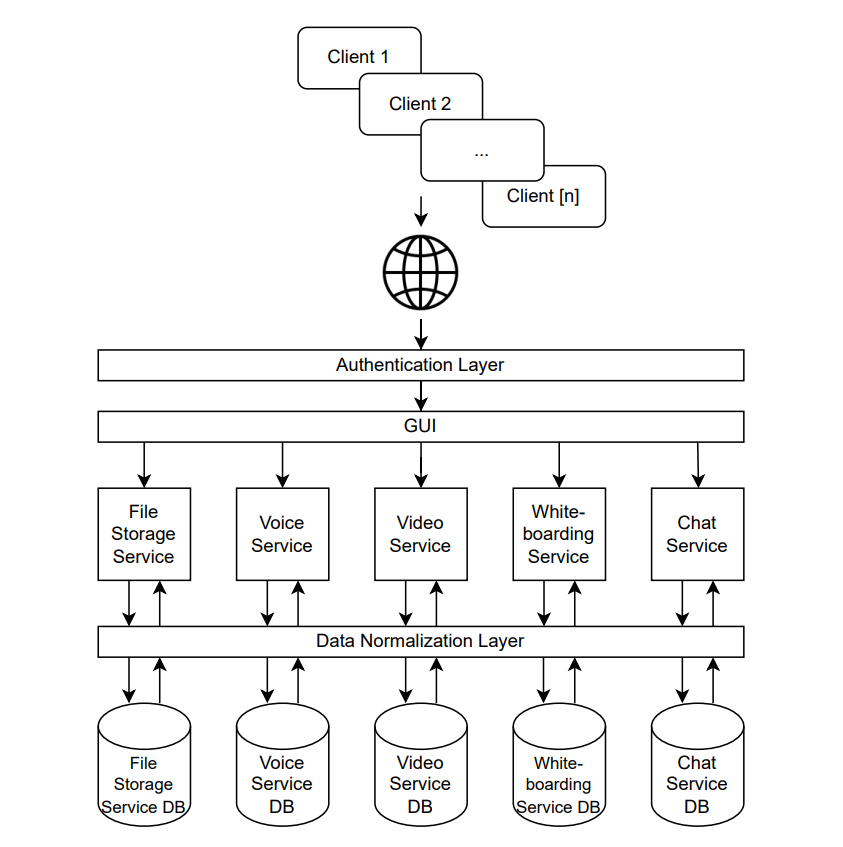 Client 1
Client 2
...
Client [n]
Authentication Layer
GUI
File
Storage
Service
Voice
Service
Video
Service
White-
boarding
Service
Chat
Service
Data Normalization Layer
File
Storage
Service DB
Voice
Service
DB
Video
Service
DB
White-
boarding
Service DB
Chat
Service
DB